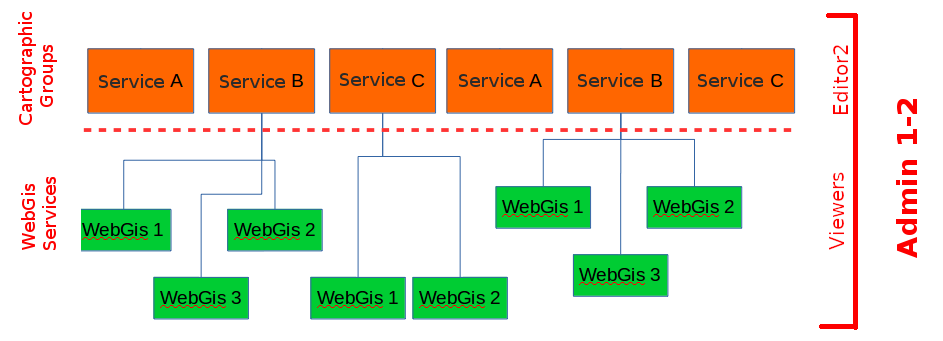 Cartographic
Groups
Service A
Service B
Service C
Service A
Service B
Service C
Editor2
Admin 1-2
WebGis
Services
Viewers
WebGis 1
WebGis 2
WebGis 3
WebGis 1
WebGis 2
WebGis 1
WebGis 2
WebGis 3